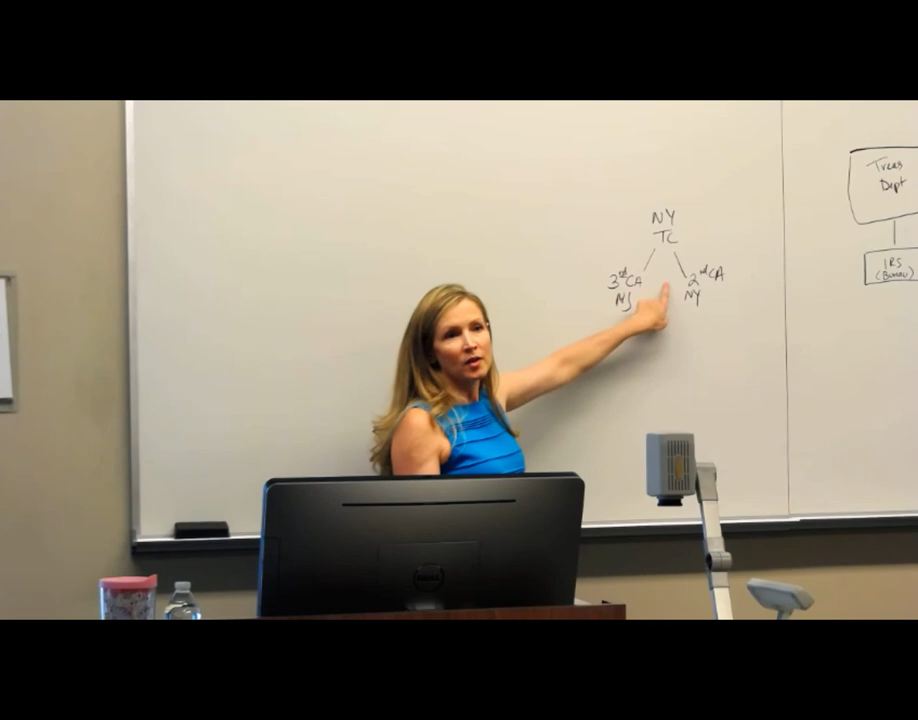 NY
TC
3rd CA
NJ
2nd CA
NY
Treas
Dept
IRS
(Bureau)
DELL